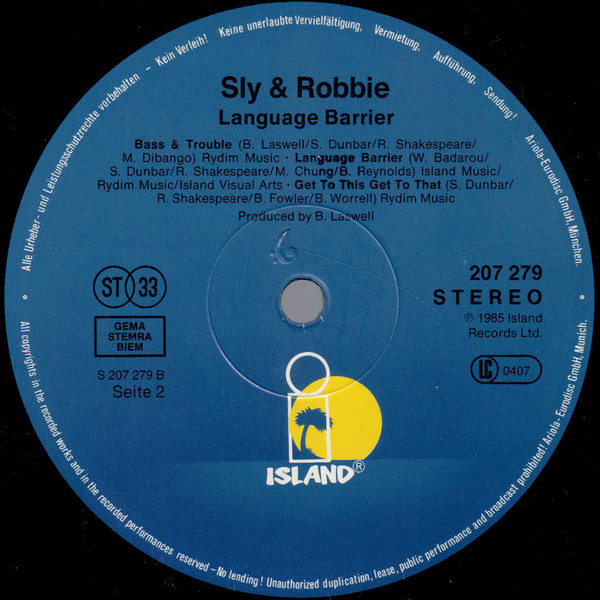 Alle Urheber- und Leistungsschutzrechte vorbehalten – Kein Verleih! Keine unerlaubte Vervielfältigung, Vermietung, Aufführung, Sendung! Ariola-Eurodisc GmbH, München.
Sly & Robbie
Language Barrier
Bass & Trouble (B. Laswell/S. Dunbar/R. Shakespeare/
M. Dibango) Rydim Music · Language Barrier (W. Badarou/
S. Dunbar/R. Shakespeare/M. Chung/B. Reynolds) Island Music/
Rydim Music/Island Visual Arts · Get To This Get To That (S. Dunbar/
R. Shakespeare/B. Fowler/B. Worrell) Rydim Music
Produced by B. Laswell
ST 33
GEMA
STEMRA
BIEM
S 207 279 B
Seite 2
207 279
STEREO
℗ 1985 Island
Records Ltd.
LC 0407
ISLAND®
All copyrights in the recorded works and in the recorded performances reserved – No lending! Unauthorized duplication, lease, public performance and broadcast prohibited! Ariola-Eurodisc GmbH, Munich.